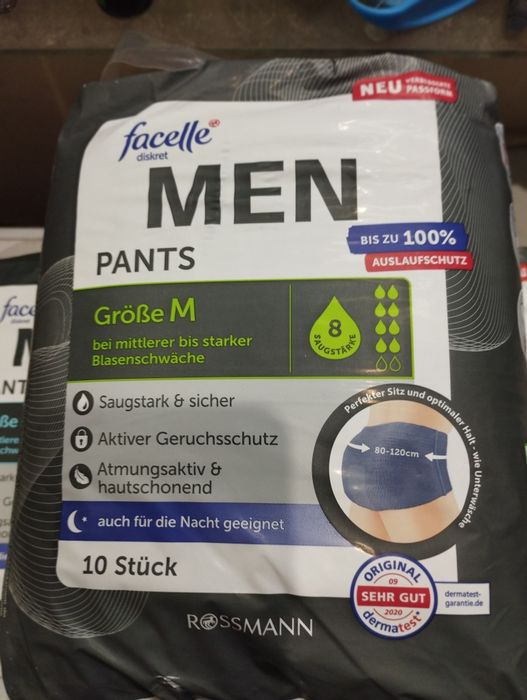 NEU VERBESSERTE
PASSFORM
facelle
diskret
MEN
PANTS
BIS ZU 100%
AUSLAUFSCHUTZ
Größe M
bei mittlerer bis starker
Blasenschwäche
8
SAUGSTÄRKE
Saugstark & sicher
Aktiver Geruchsschutz
Atmungsaktiv &
hautschonend
auch für die Nacht geeignet
10 Stück
Perfekter Sitz und optimaler Halt - wie Unterwäsche
80-120cm
ORIGINAL
09
SEHR GUT
2020
dermatest
dermatest-
garantie.de
ROSSMANN